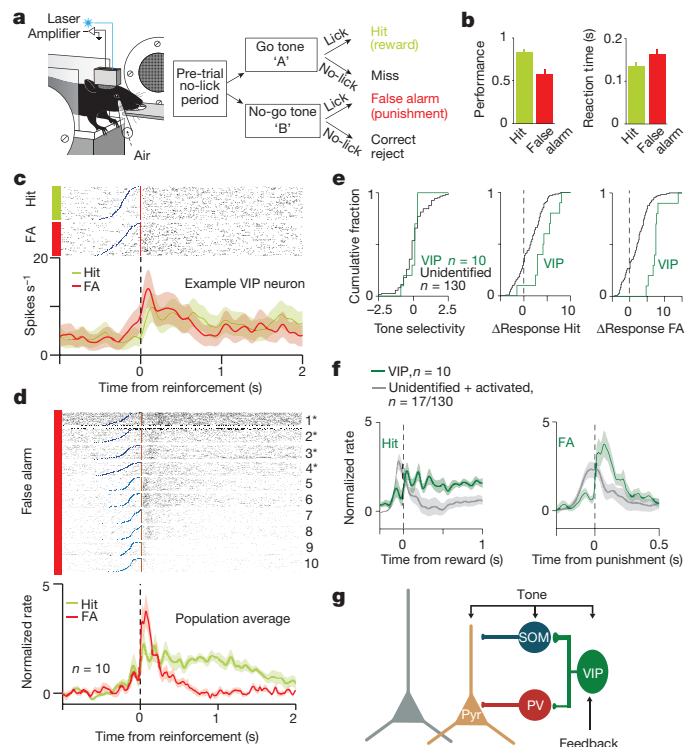 a
Laser
Amplifier
Air
Pre-trial
no-lick
period
Go tone
'A'
No-go tone
'B'
Lick
No-lick
Lick
No-lick
Hit
(reward)
Miss
False alarm
(punishment)
Correct
reject
b
Performance
1
0.5
0
Hit
False
alarm
Reaction time (s)
0.2
0.1
0
Hit
False
alarm
c
Hit
FA
Spikes s⁻¹
20
0
Hit
FA
Example VIP neuron
0
1
2
Time from reinforcement (s)
d
False alarm
1*
2*
3*
4*
5
6
7
8
9
10
Normalized rate
5
0
Hit
FA
Population average
n = 10
0
1
2
Time from reinforcement (s)
e
Cumulative fraction
1
0.5
0
VIP n = 10
Unidentified
n = 130
−2.5
0
2.5
Tone selectivity
1
0.5
0
VIP
0
10
ΔResponse Hit
1
0.5
0
VIP
0
10
ΔResponse FA
f
VIP, n = 10
Unidentified + activated,
n = 17/130
Normalized rate
5
0
Hit
0
1
Time from reward (s)
5
0
FA
0
0.5
Time from punishment (s)
g
Tone
SOM
VIP
PV
Pyr
Feedback